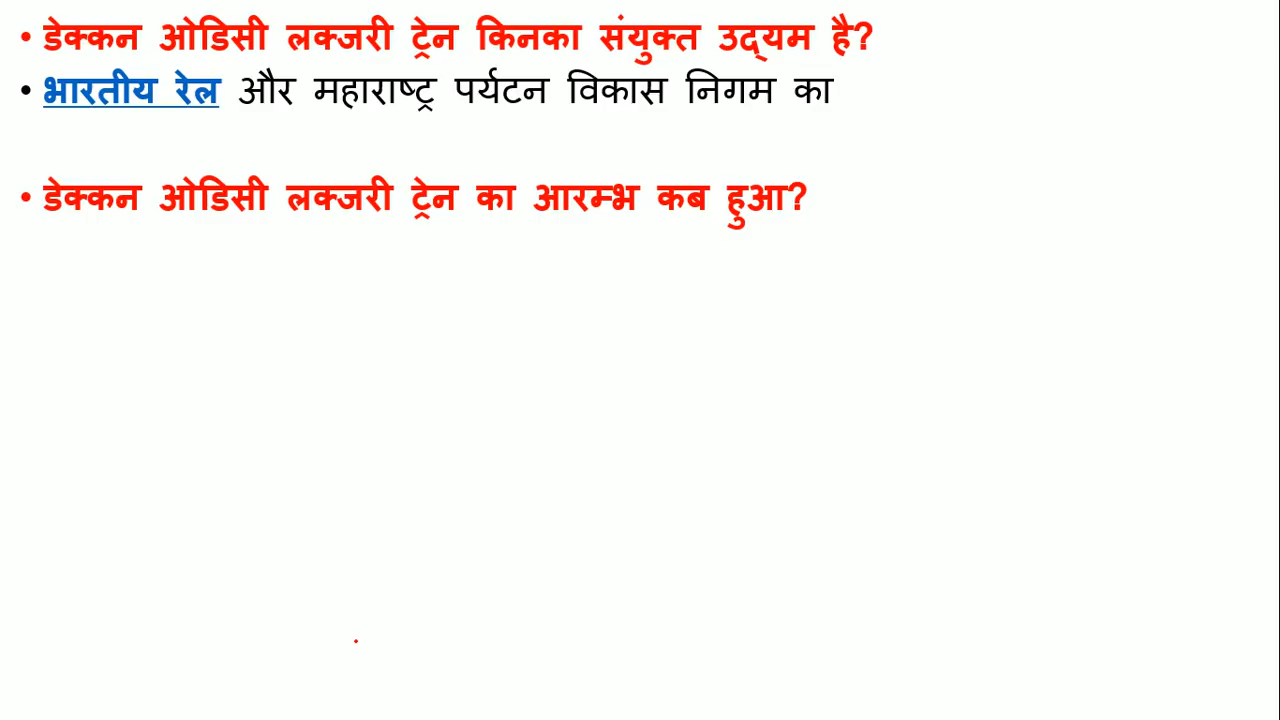 • डेक्कन ओडिसी लक्जरी ट्रेन किनका संयुक्त उद्यम है?
• भारतीय रेल और महाराष्ट्र पर्यटन विकास निगम का
• डेक्कन ओडिसी लक्जरी ट्रेन का आरम्भ कब हुआ?